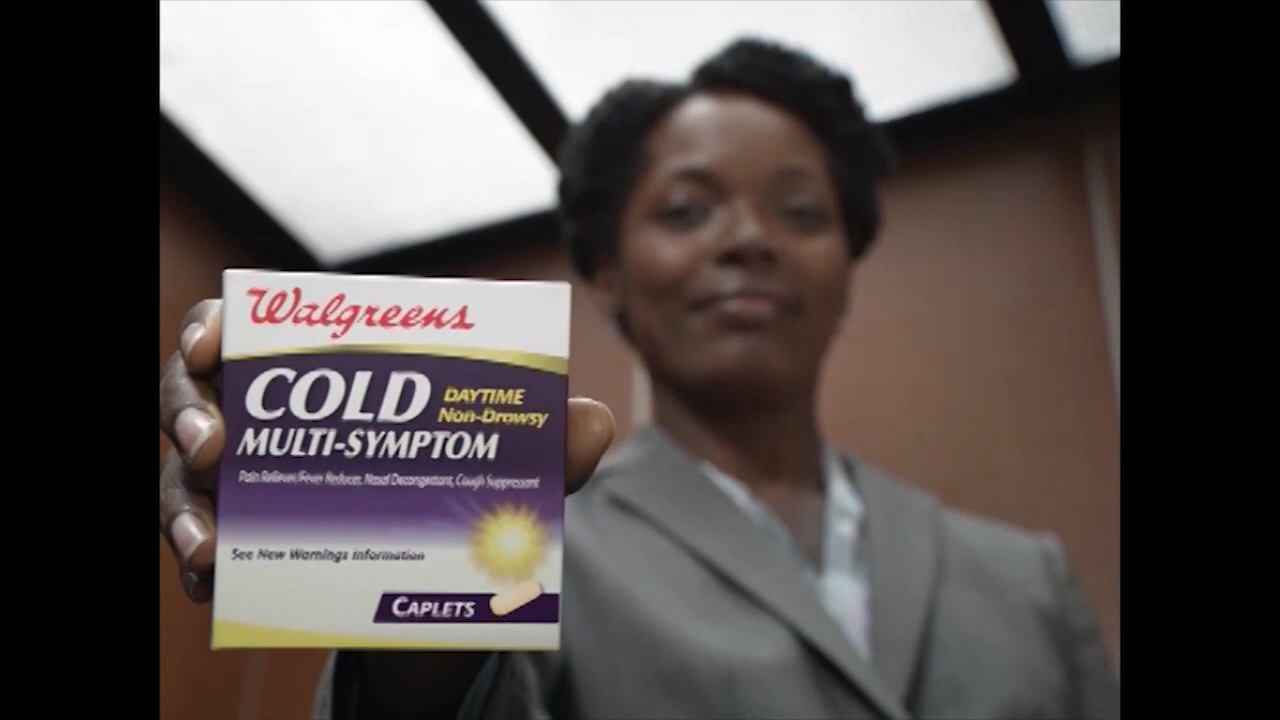 Walgreens
COLD DAYTIME
Non-Drowsy
MULTI-SYMPTOM
Pain Reliever/Fever Reducer, Nasal Decongestant, Cough Suppressant
See New Warnings Information
CAPLETS